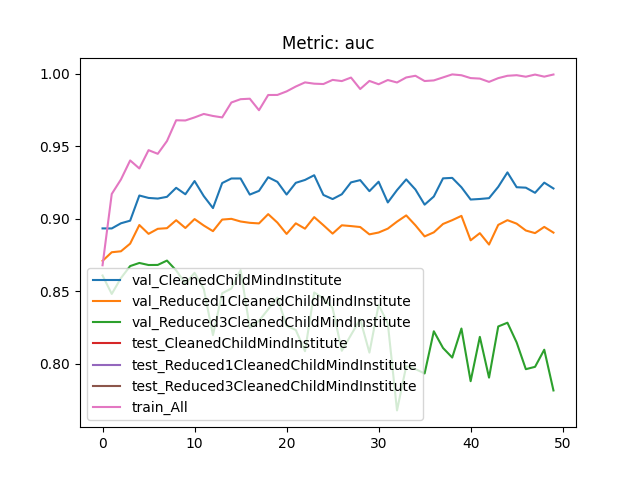 Metric: auc
1.00
0.95
0.90
0.85
0.80
val_CleanedChildMindInstitute
val_Reduced1CleanedChildMindInstitute
val_Reduced3CleanedChildMindInstitute
test_CleanedChildMindInstitute
test_Reduced1CleanedChildMindInstitute
test_Reduced3CleanedChildMindInstitute
train_All
0 10 20 30 40 50